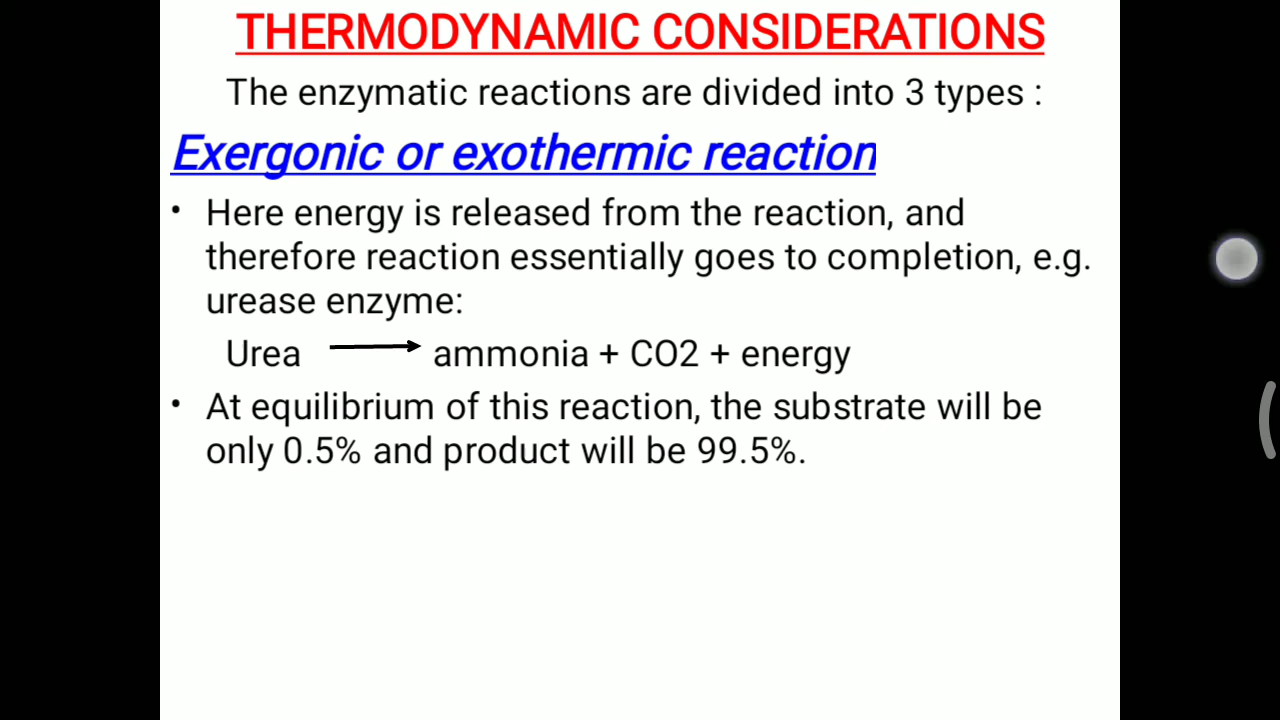 THERMODYNAMIC CONSIDERATIONS
The enzymatic reactions are divided into 3 types :
Exergonic or exothermic reaction
• Here energy is released from the reaction, and
therefore reaction essentially goes to completion, e.g.
urease enzyme:
Urea ⟶ ammonia + CO2 + energy
• At equilibrium of this reaction, the substrate will be
only 0.5% and product will be 99.5%.